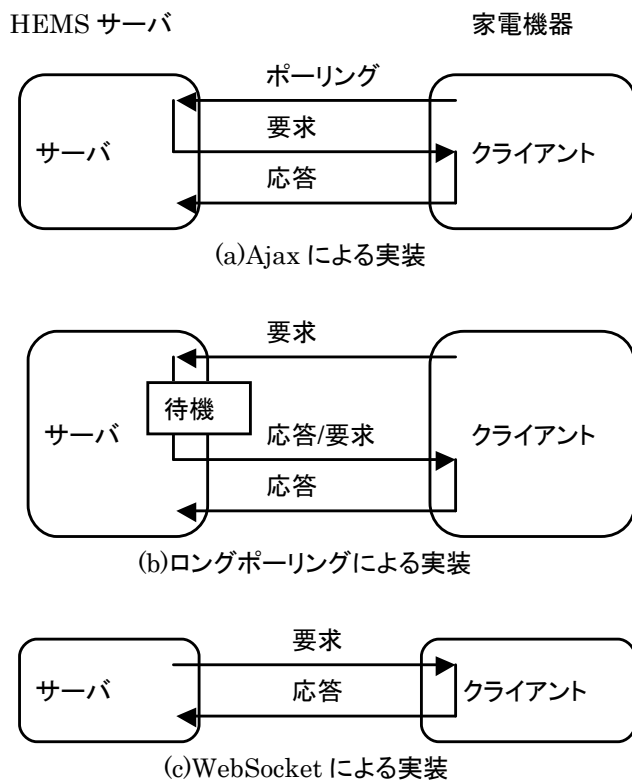 HEMS サーバ 家電機器
ポーリング
要求
サーバ クライアント
応答
(a)Ajax による実装
要求
待機
サーバ 応答/要求 クライアント
応答
(b)ロングポーリングによる実装
要求
サーバ 応答 クライアント
(c)WebSocket による実装